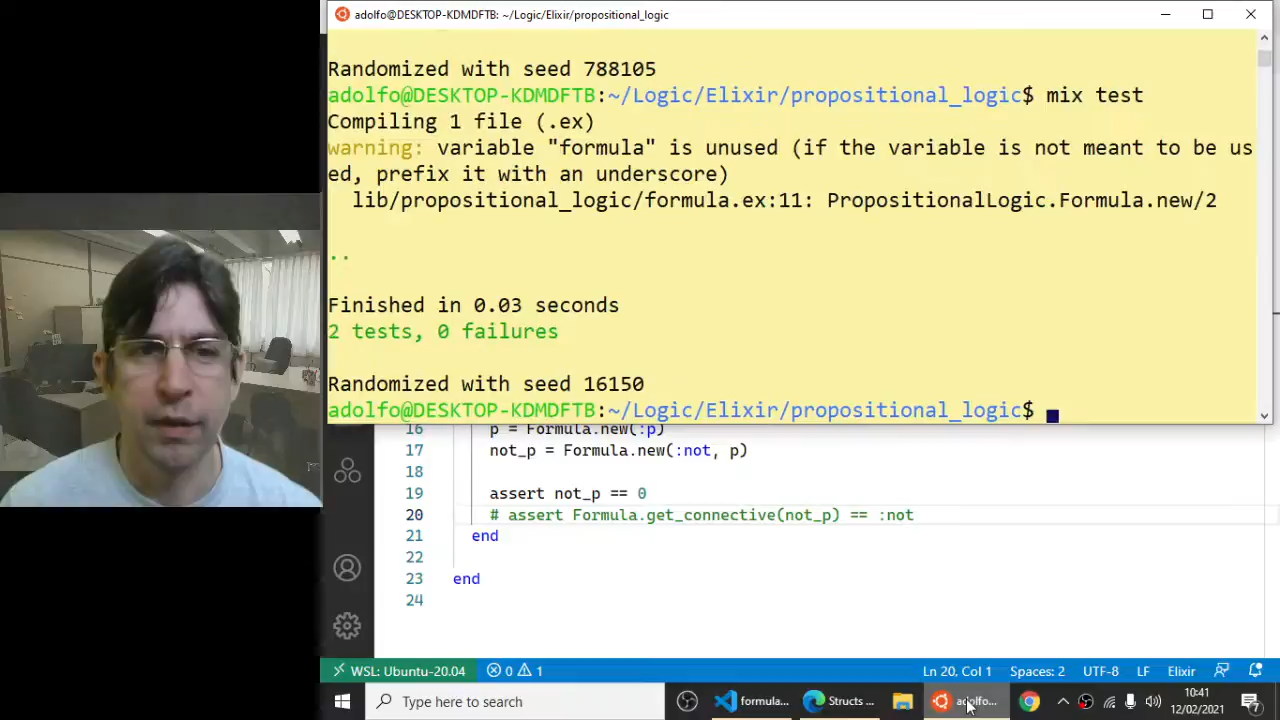 adolfo@DESKTOP-KDMDFTB: ~/Logic/Elixir/propositional_logic
Randomized with seed 788105
adolfo@DESKTOP-KDMDFTB:~/Logic/Elixir/propositional_logic$ mix test
Compiling 1 file (.ex)
warning: variable "formula" is unused (if the variable is not meant to be us
ed, prefix it with an underscore)
lib/propositional_logic/formula.ex:11: PropositionalLogic.Formula.new/2
..
Finished in 0.03 seconds
2 tests, 0 failures
Randomized with seed 16150
adolfo@DESKTOP-KDMDFTB:~/Logic/Elixir/propositional_logic$
16 p = Formula.new(:p)
17 not_p = Formula.new(:not, p)
18
19 assert not_p == 0
20 # assert Formula.get_connective(not_p) == :not
21 end
22
23 end
24
WSL: Ubuntu-20.04 0 1 Ln 20, Col 1 Spaces: 2 UTF-8 LF Elixir
Type here to search formula... Structs ... adolfo... 10:41
12/02/2021 7